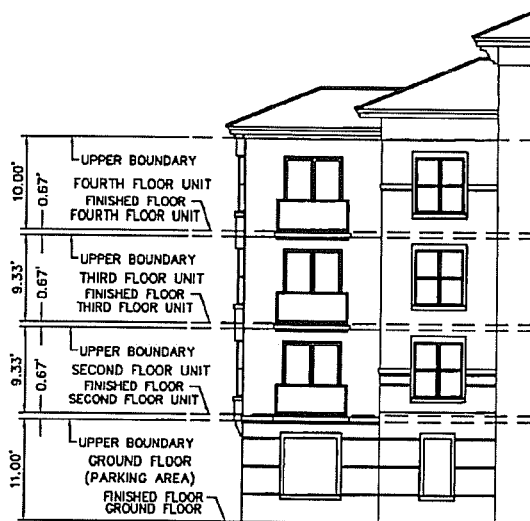 UPPER BOUNDARY
10.00'
0.67'
FOURTH FLOOR UNIT
FINISHED FLOOR
FOURTH FLOOR UNIT
UPPER BOUNDARY
9.33'
0.67'
THIRD FLOOR UNIT
FINISHED FLOOR
THIRD FLOOR UNIT
UPPER BOUNDARY
9.33'
0.67'
SECOND FLOOR UNIT
FINISHED FLOOR
SECOND FLOOR UNIT
UPPER BOUNDARY
11.00'
GROUND FLOOR
(PARKING AREA)
FINISHED FLOOR
GROUND FLOOR